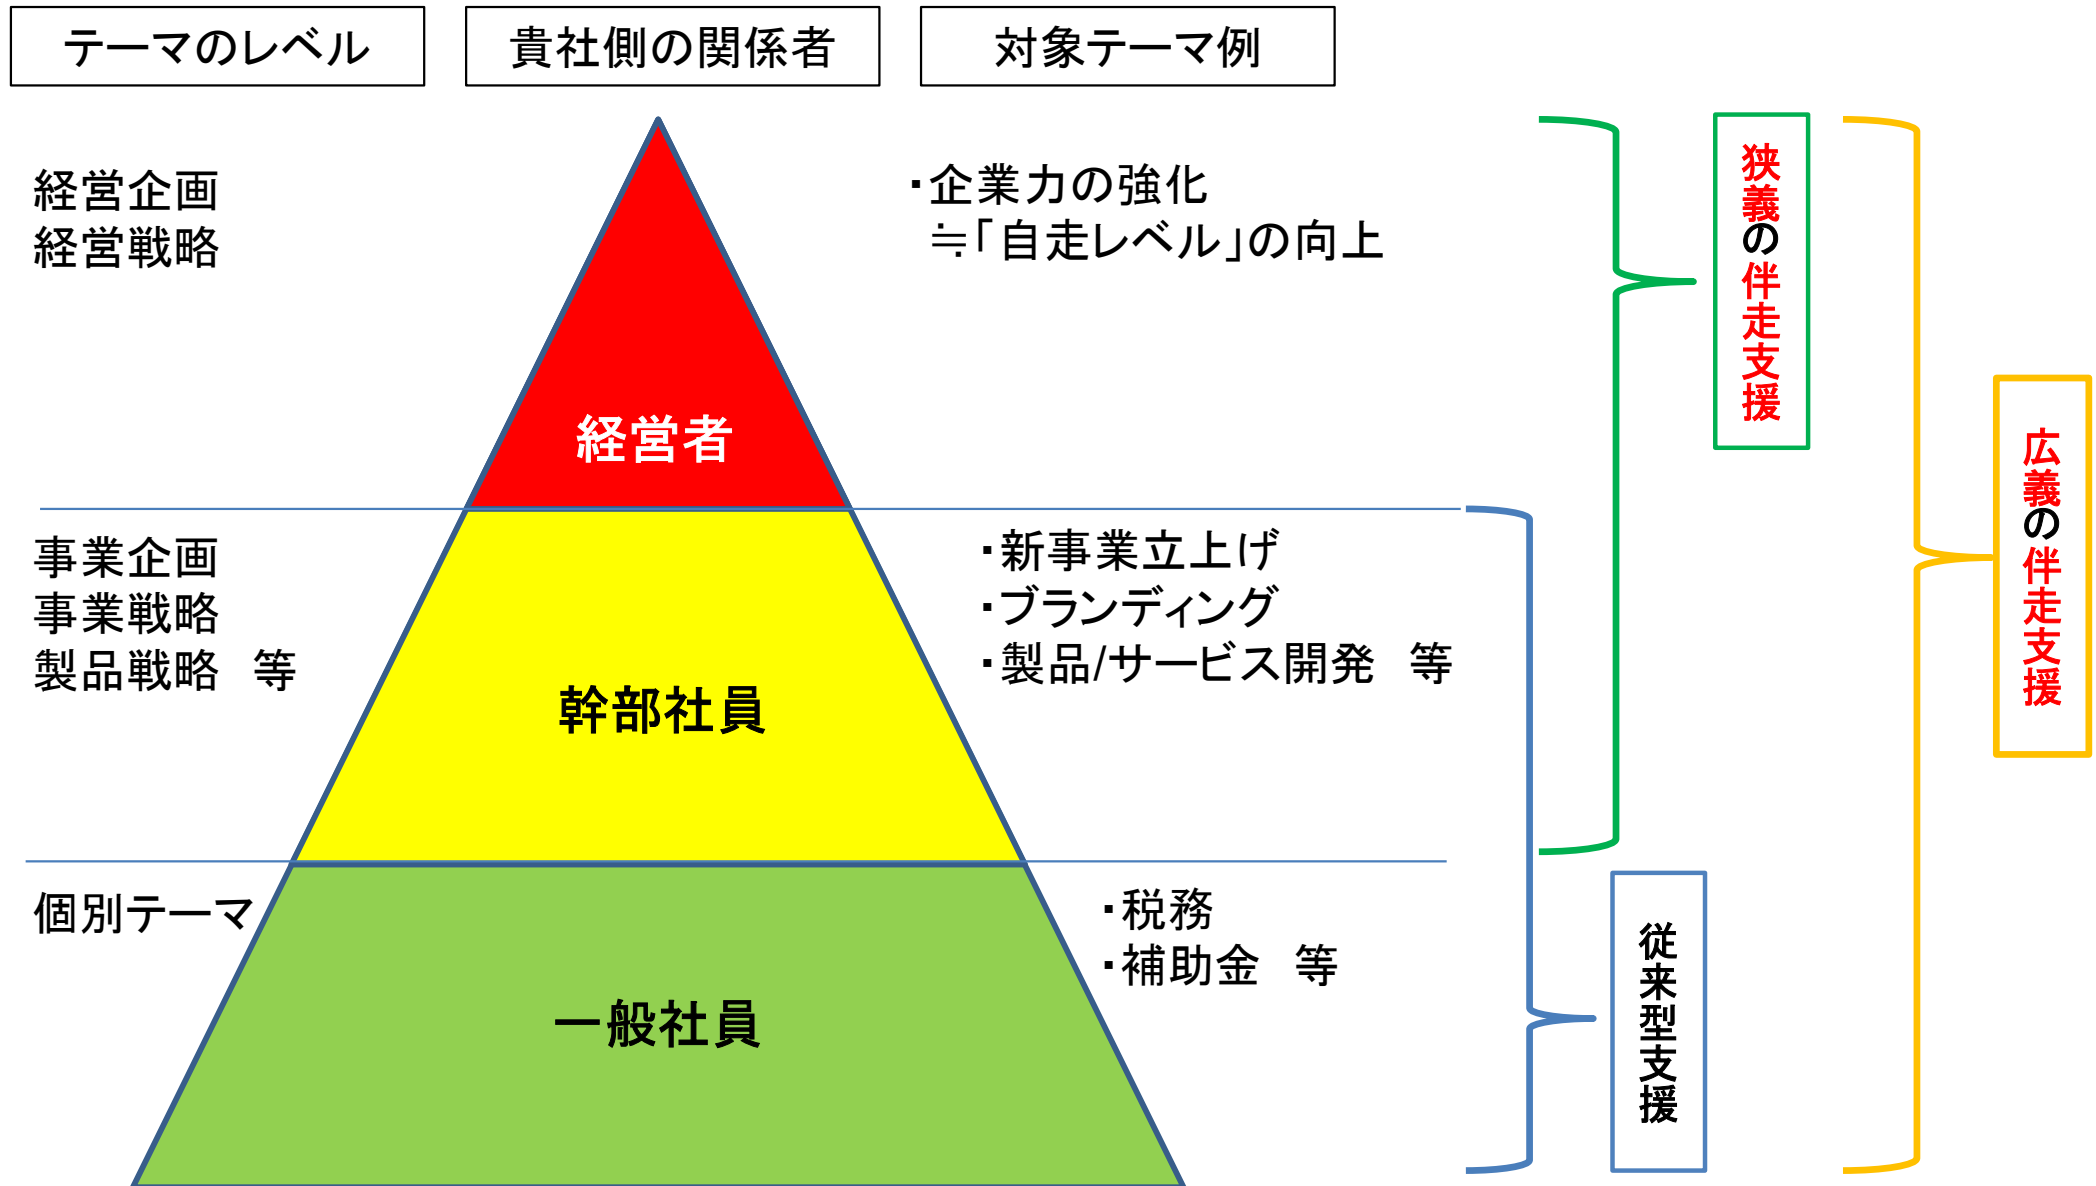 テーマのレベル
貴社側の関係者
対象テーマ例
経営企画
経営戦略
経営者
・企業力の強化
≒「自走レベル」の向上
事業企画
事業戦略
製品戦略　等
幹部社員
・新事業立上げ
・ブランディング
・製品/サービス開発　等
個別テーマ
一般社員
・税務
・補助金　等
狭義の伴走支援
従来型支援
広義の伴走支援